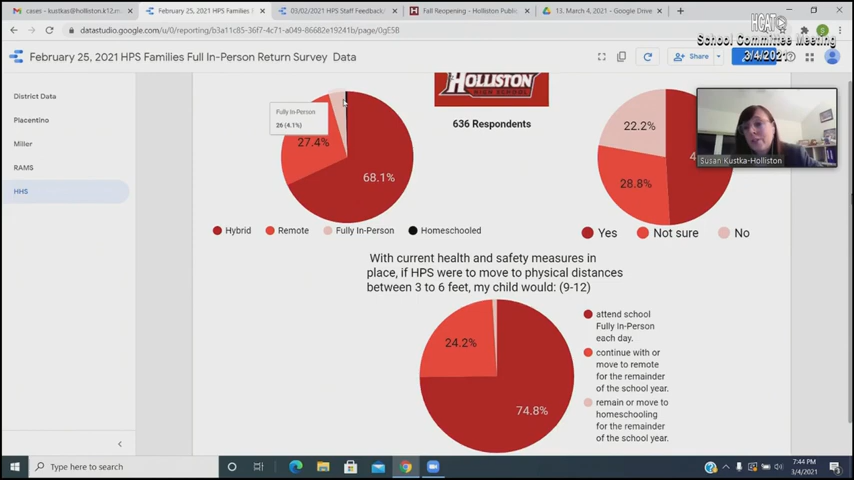 cases - kustkas@holliston.k12.m
February 25, 2021 HPS Families
03/02/2021 HPS Staff Feedback
Fall Reopening - Holliston Public
13. March 4, 2021 - Google Drive
HCAT
School Committee Meeting
3/4/2021
datastudio.google.com/u/0/reporting/b3a11c85-36f7-4c71-a049-86662e19241b/page/0gE5B
February 25, 2021 HPS Families Full In-Person Return Survey Data
Share
District Data
Placentino
Miller
RAMS
HHS
Fully In-Person
26 (4.1%)
27.4%
68.1%
HOLLISTON
HIGH SCHOOL
636 Respondents
22.2%
28.8%
4
Susan Kustka-Holliston
Hybrid
Remote
Fully In-Person
Homeschooled
Yes
Not sure
No
With current health and safety measures in
place, if HPS were to move to physical distances
between 3 to 6 feet, my child would: (9-12)
24.2%
74.8%
attend school
Fully In-Person
each day.
continue with or
move to remote
for the remainder
of the school year.
remain or move to
homeschooling
for the remainder
of the school year.
Type here to search
7:44 PM
3/4/2021